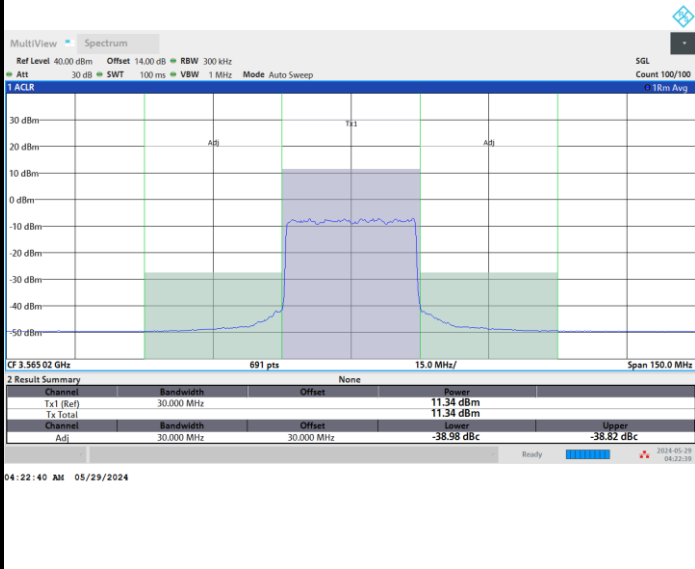 MultiView Spectrum
Ref Level 40.00 dBm Offset 14.00 dB RBW 300 kHz SGL
Att 30 dB SWT 100 ms VBW 1 MHz Mode Auto Sweep Count 100/100
1 ACLR 1Rm Avg
30 dBm
Tx1
20 dBm
Adj Adj
10 dBm
0 dBm
-10 dBm
-20 dBm
-30 dBm
-40 dBm
-50 dBm
CF 3.565 02 GHz 691 pts 15.0 MHz/ Span 150.0 MHz
2 Result Summary None
Channel Bandwidth Offset Power
Tx1 (Ref) 30.000 MHz 11.34 dBm
Tx Total 11.34 dBm
Channel Bandwidth Offset Lower Upper
Adj 30.000 MHz 30.000 MHz -38.98 dBc -38.82 dBc
Ready 2024-05-29
04:22:39
04:22:40 AM 05/29/2024